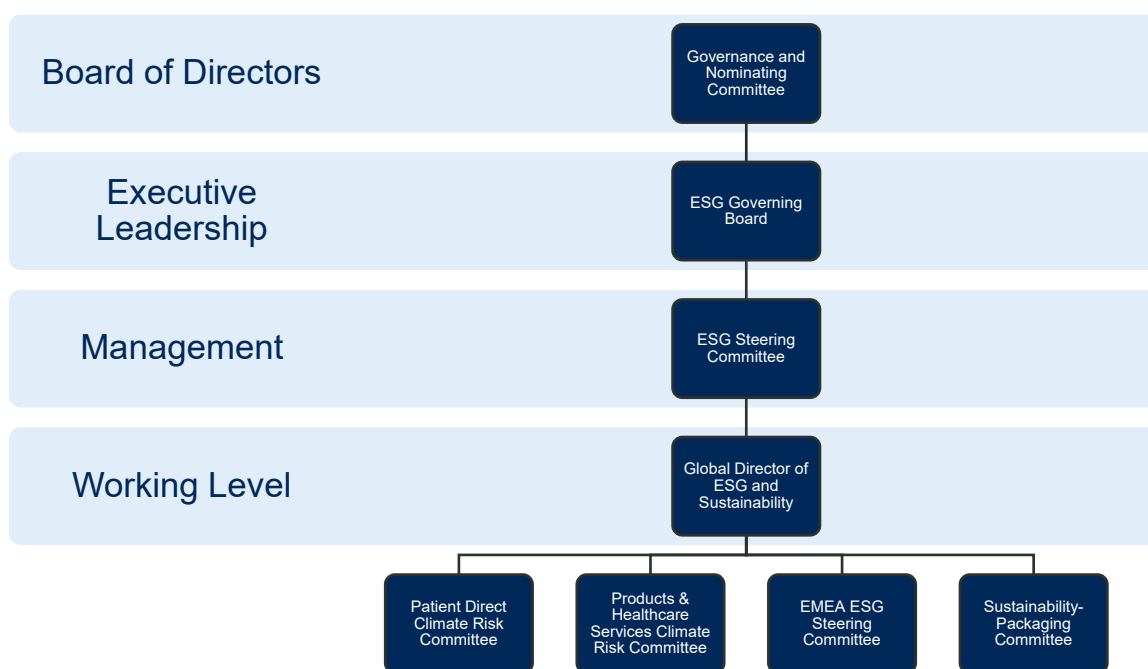 Board of Directors
Governance and
Nominating
Committee
Executive
Leadership
ESG Governing
Board
Management
ESG Steering
Committee
Working Level
Global Director of
ESG and
Sustainability
Patient Direct
Climate Risk
Committee
Products &
Healthcare
Services Climate
Risk Committee
EMEA ESG
Steering
Committee
Sustainability-
Packaging
Committee